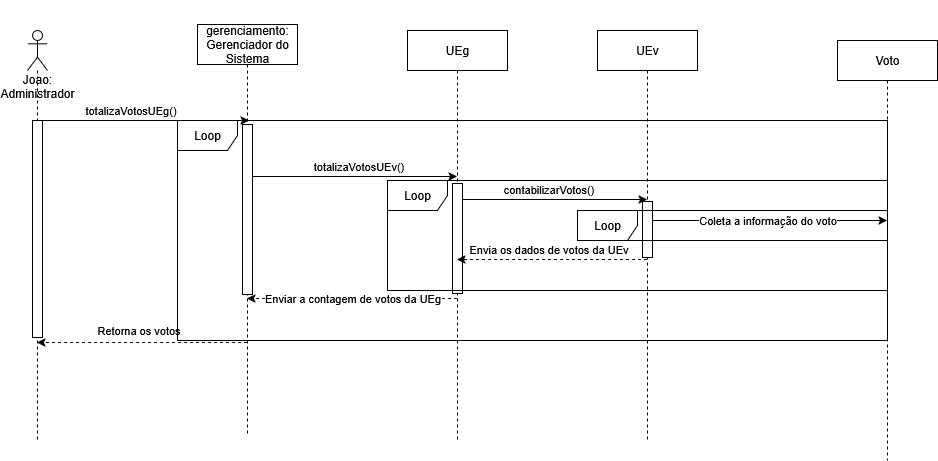 gerenciamento:
Gerenciador do
Sistema
UEg
UEv
Voto
Joao:
Administrador
totalizaVotosUEg()
Loop
totalizaVotosUEv()
Loop
contabilizarVotos()
Loop
Coleta a informação do voto
Envia os dados de votos da UEv
Enviar a contagem de votos da UEg
Retorna os votos